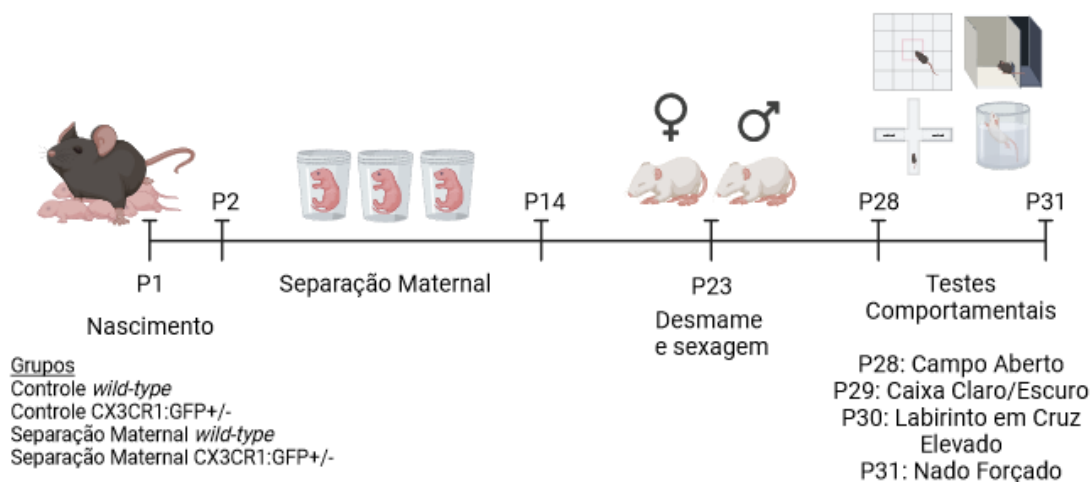 P2
P14
P28
P31
P1
Nascimento
Separação Maternal
P23
Desmame
e sexagem
Testes
Comportamentais
Grupos
Controle wild-type
Controle CX3CR1:GFP+/-
Separação Maternal wild-type
Separação Maternal CX3CR1:GFP+/-
P28: Campo Aberto
P29: Caixa Claro/Escuro
P30: Labirinto em Cruz
Elevado
P31: Nado Forçado